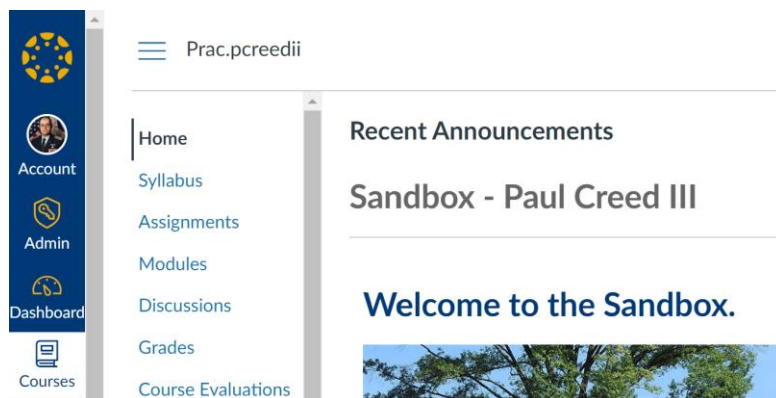 Prac.pcreedii
Account
Admin
Dashboard
Courses
Home
Syllabus
Assignments
Modules
Discussions
Grades
Course Evaluations
Recent Announcements
Sandbox - Paul Creed III
Welcome to the Sandbox.